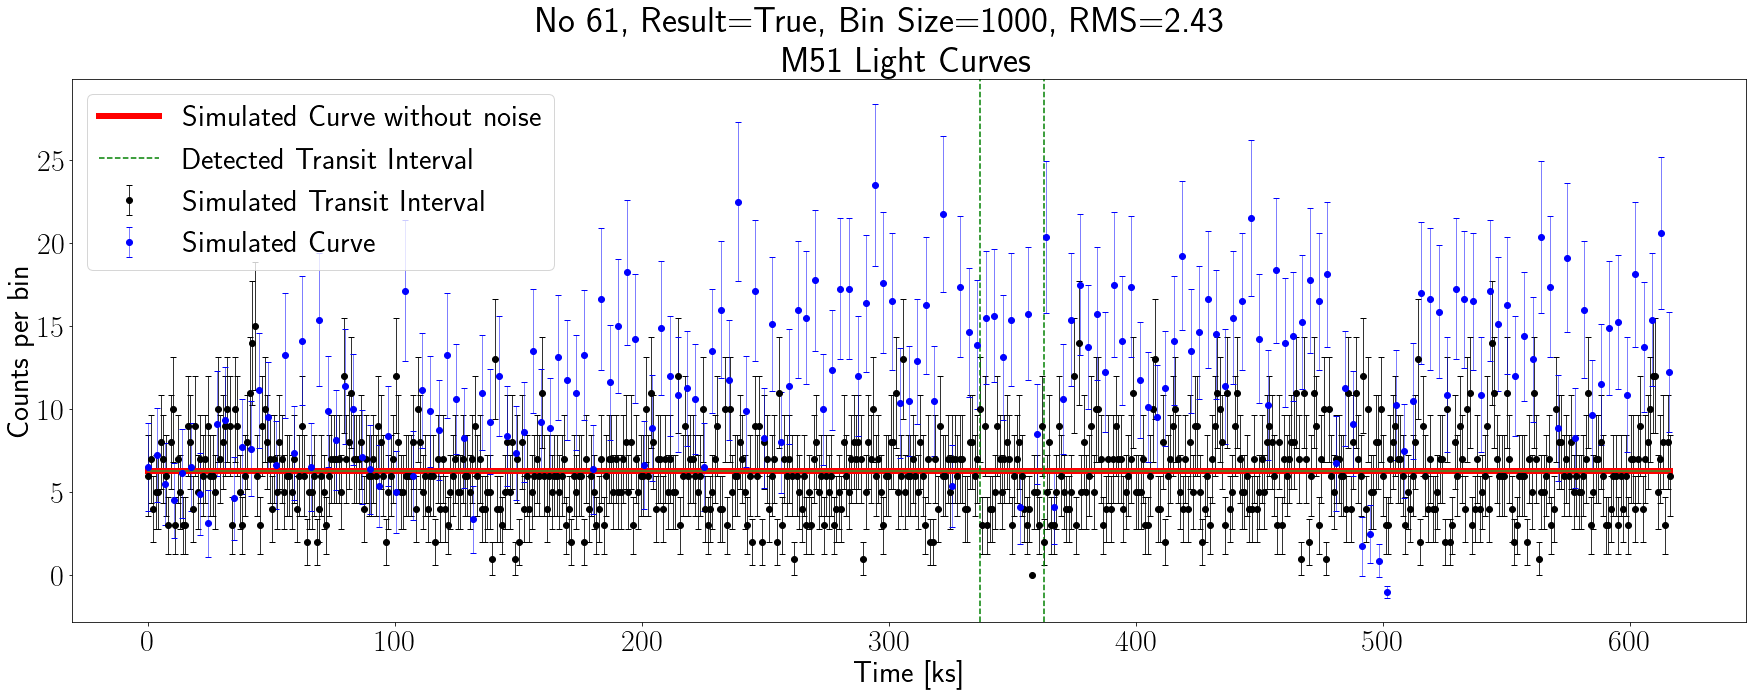 No 61, Result=True, Bin Size=1000, RMS=2.43
M51 Light Curves
Simulated Curve without noise
Detected Transit Interval
Simulated Transit Interval
Simulated Curve
Counts per bin
25
20
15
10
5
0
0 100 200 300 400 500 600
Time [ks]